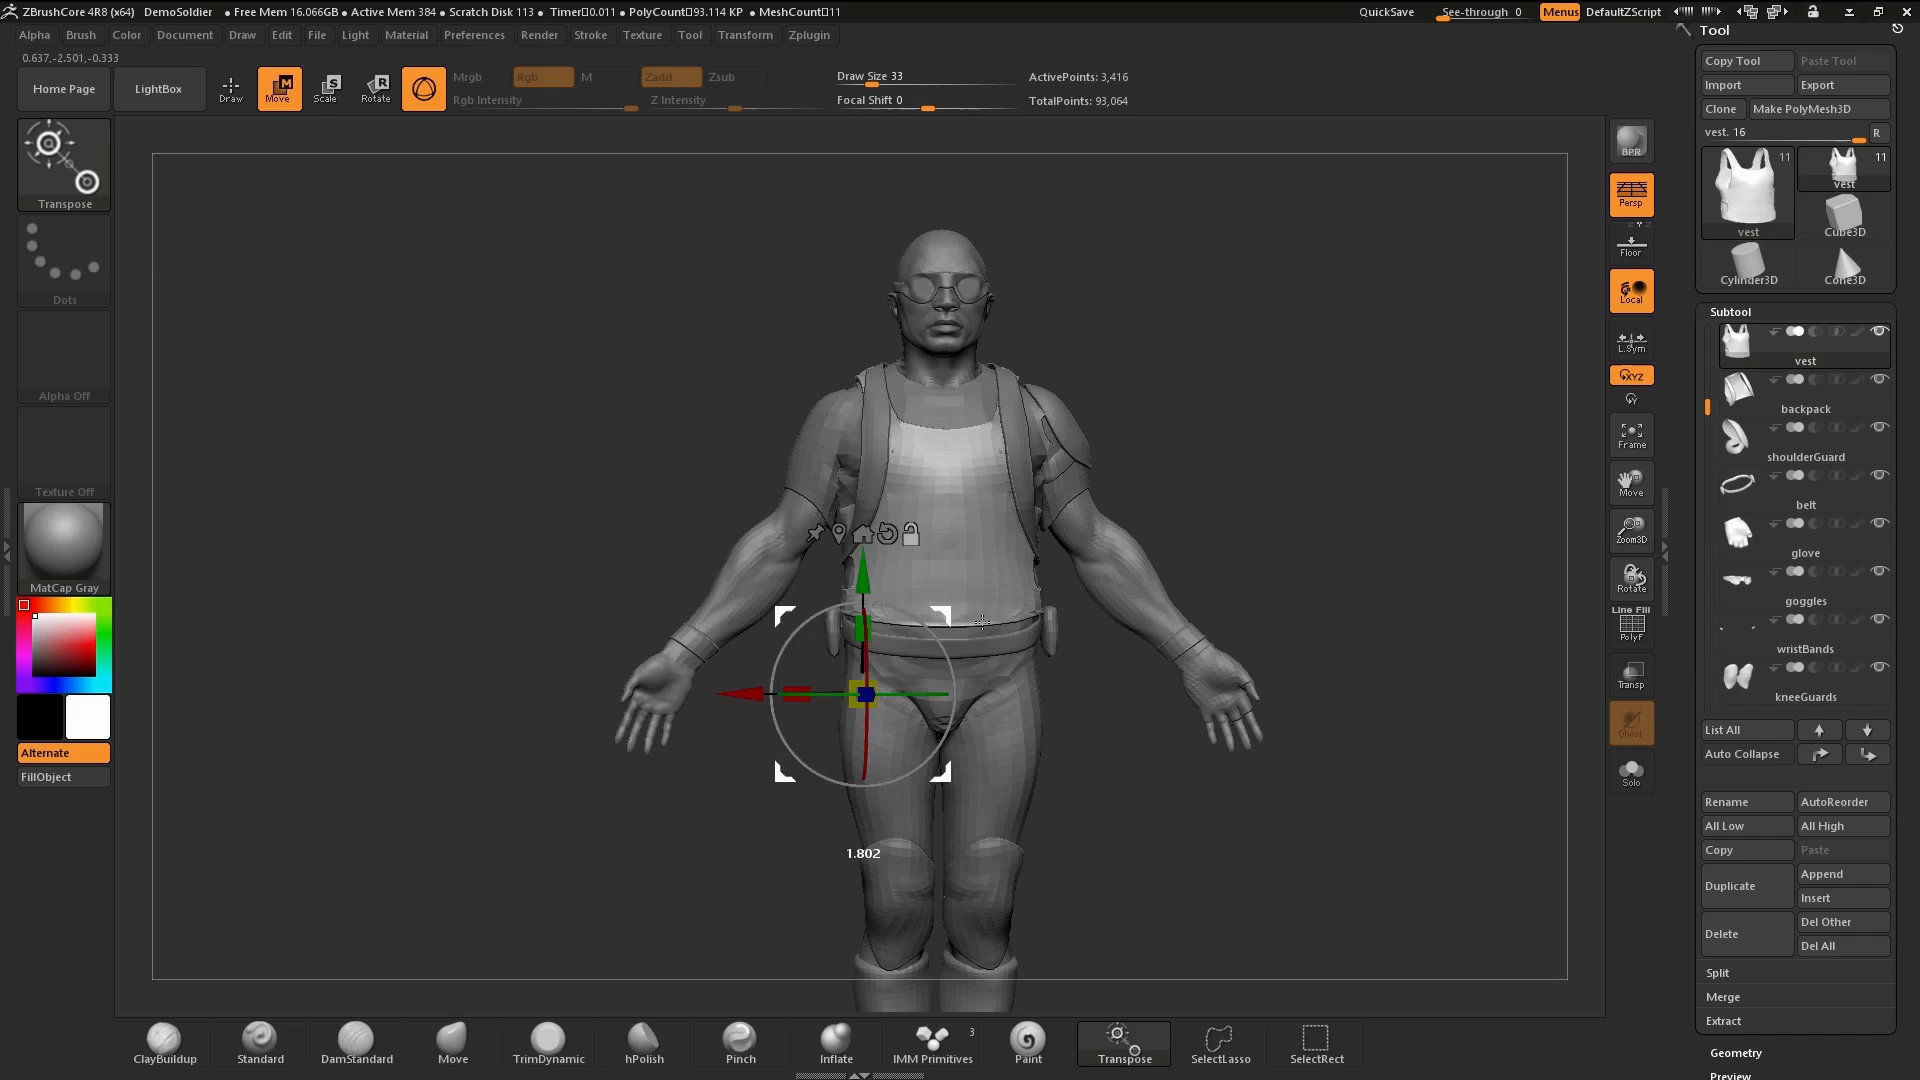 ZBrushCore 4R8 (x64) DemoSoldier ● Free Mem 16.066GB ● Active Mem 384 ● Scratch Disk 113 ● Timer▯0.011 ● PolyCount▯93.114 KP ● MeshCount▯11 QuickSave See-through 0 Menus DefaultZScript
Alpha Brush Color Document Draw Edit File Light Material Movie Preferences Render Stroke Texture Tool Transform Zplugin
0.637,-2.501,-0.333
Home Page LightBox Draw Move Scale Rotate
Mrgb Rgb M Zadd Zsub
Rgb Intensity Z Intensity
Draw Size 33
Focal Shift 0
ActivePoints: 3,416
TotalPoints: 93,064
Transpose
Dots
Alpha Off
Texture Off
MatCap Gray
Alternate
FillObject
1.802
BPR
Persp
Floor
Local
L.Sym
XYZ
Y
Frame
Move
Zoom3D
Rotate
Line Fill
PolyF
Transp
Ghost
Solo
Tool
Copy Tool Paste Tool
Import Export
Clone Make PolyMesh3D
vest. 16 R
11 11
vest
vest Cube3D
Cylinder3D Cone3D
Subtool
vest
backpack
shoulderGuard
belt
glove
goggles
wristBands
kneeGuards
List All
Auto Collapse
Rename AutoReorder
All Low All High
Copy Paste
Duplicate Append
Insert
Delete Del Other
Del All
Split
Merge
Extract
Geometry
Preview
ClayBuildup Standard DamStandard Move TrimDynamic hPolish Pinch Inflate IMM Primitives 3 Paint Transpose SelectLasso SelectRect